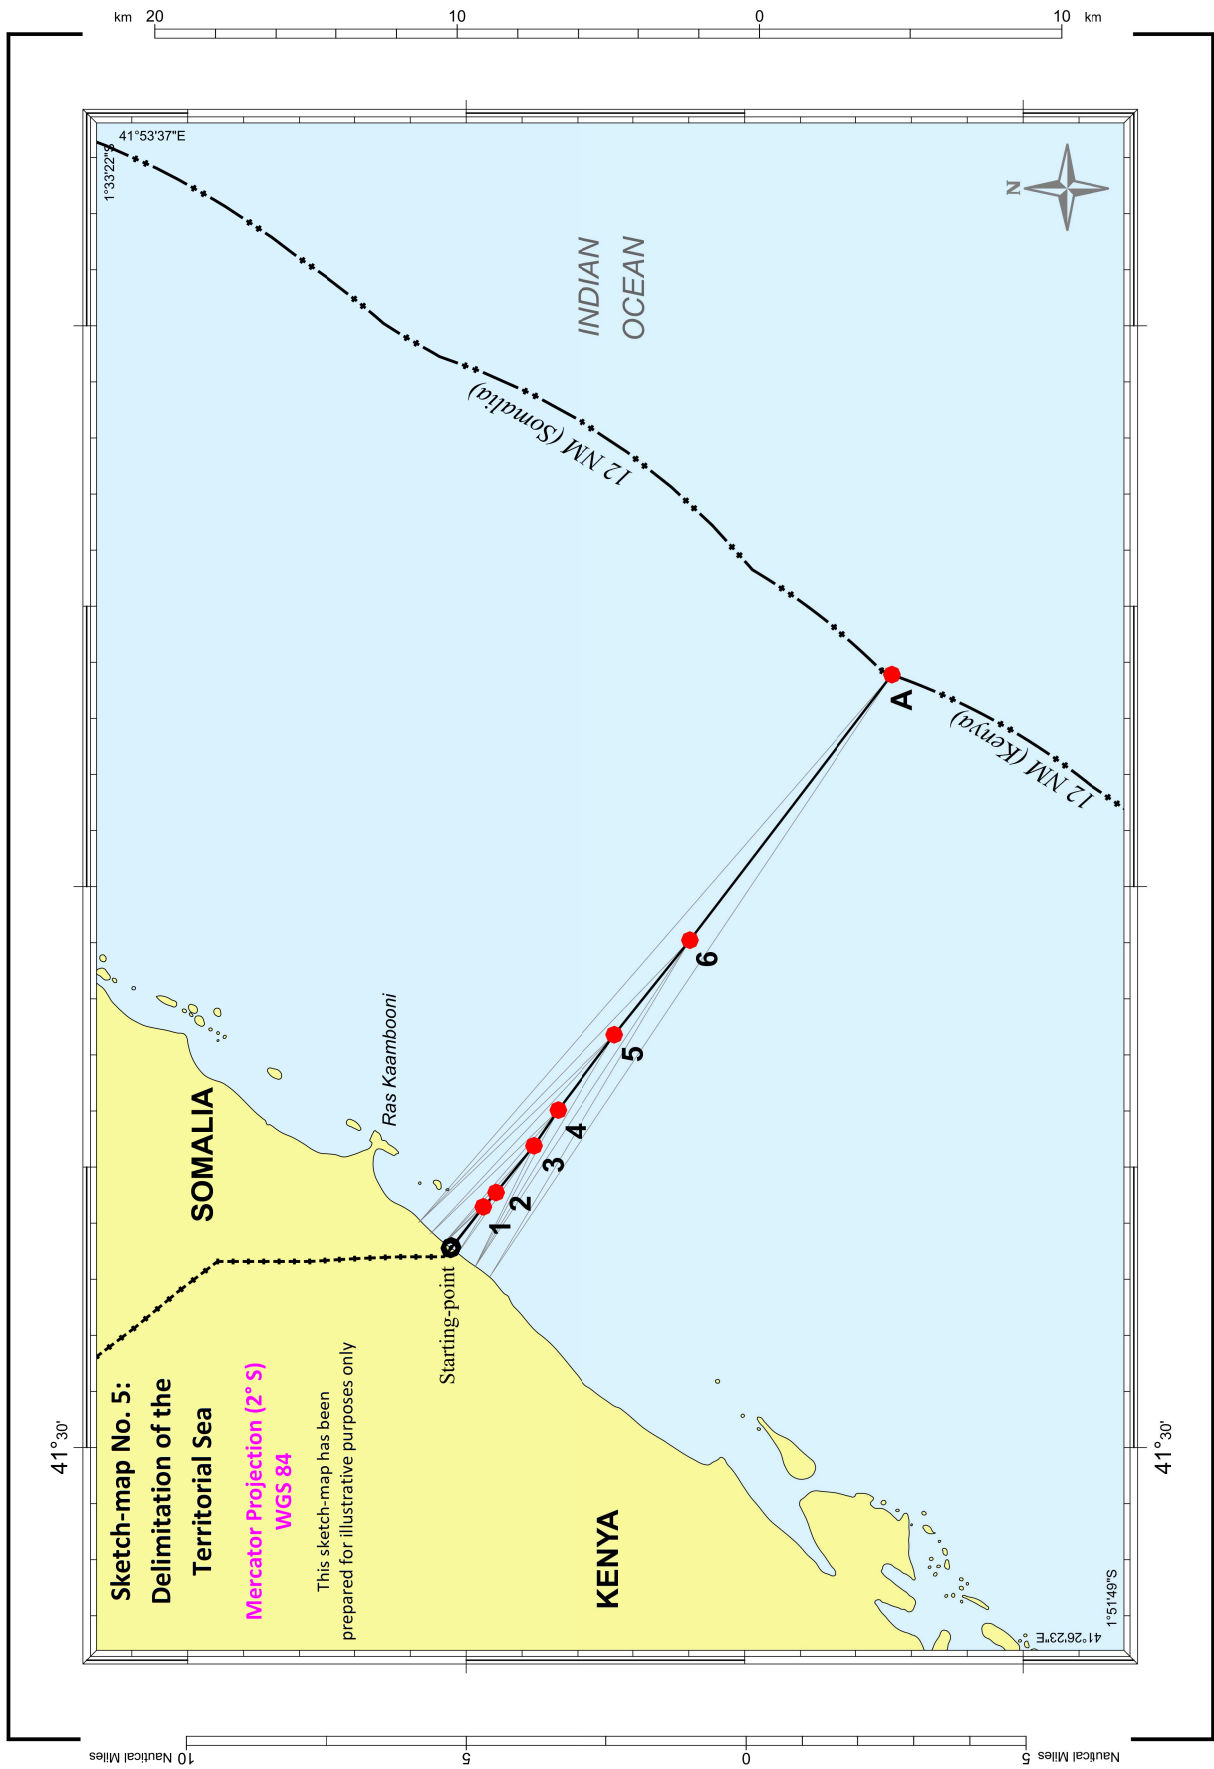 Sketch-map No. 5:
Delimitation of the
Territorial Sea
Mercator Projection (2° S)
WGS 84
This sketch-map has been
prepared for illustrative purposes only
41°53'37"E
1°33'22"S
N
INDIAN
OCEAN
12 NM (Somalia)
12 NM (Kenya)
SOMALIA
Ras Kaambooni
Starting-point
1
2
3
4
5
6
A
KENYA
41°30'
41°30'
41°26'23"E
1°51'49"S
km 20 10 0 10 km
Nautical Miles 10 5 0 5 Nautical Miles